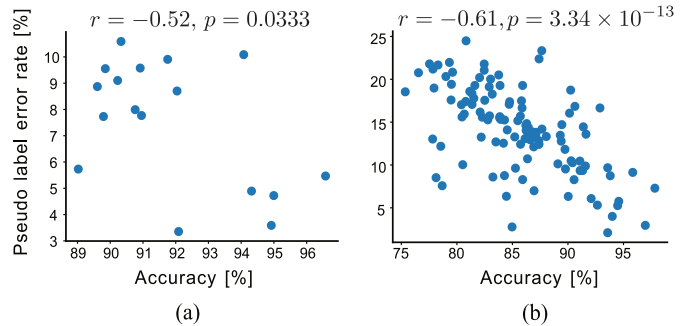 r = −0.52, p = 0.0333
r = −0.61, p = 3.34 × 10⁻¹³
Pseudo label error rate [%]
10
9
8
7
6
5
4
3
89 90 91 92 93 94 95 96
Accuracy [%]
(a)
25
20
15
10
5
75 80 85 90 95
Accuracy [%]
(b)